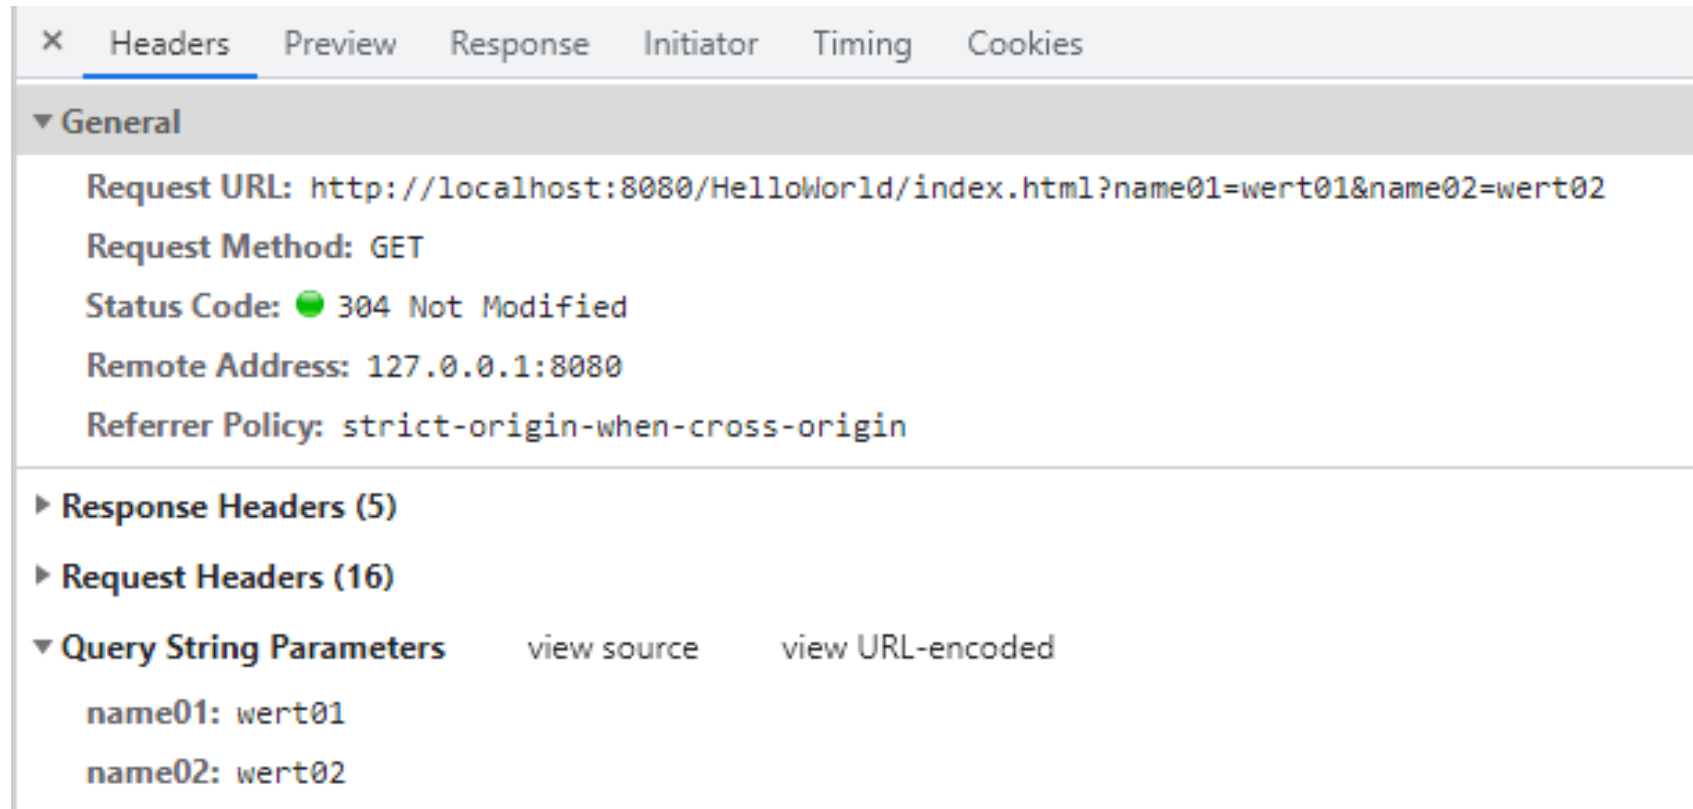 × Headers Preview Response Initiator Timing Cookies
General
Request URL: http://localhost:8080/HelloWorld/index.html?name01=wert01&name02=wert02
Request Method: GET
Status Code: 304 Not Modified
Remote Address: 127.0.0.1:8080
Referrer Policy: strict-origin-when-cross-origin
Response Headers (5)
Request Headers (16)
Query String Parameters view source view URL-encoded
name01: wert01
name02: wert02